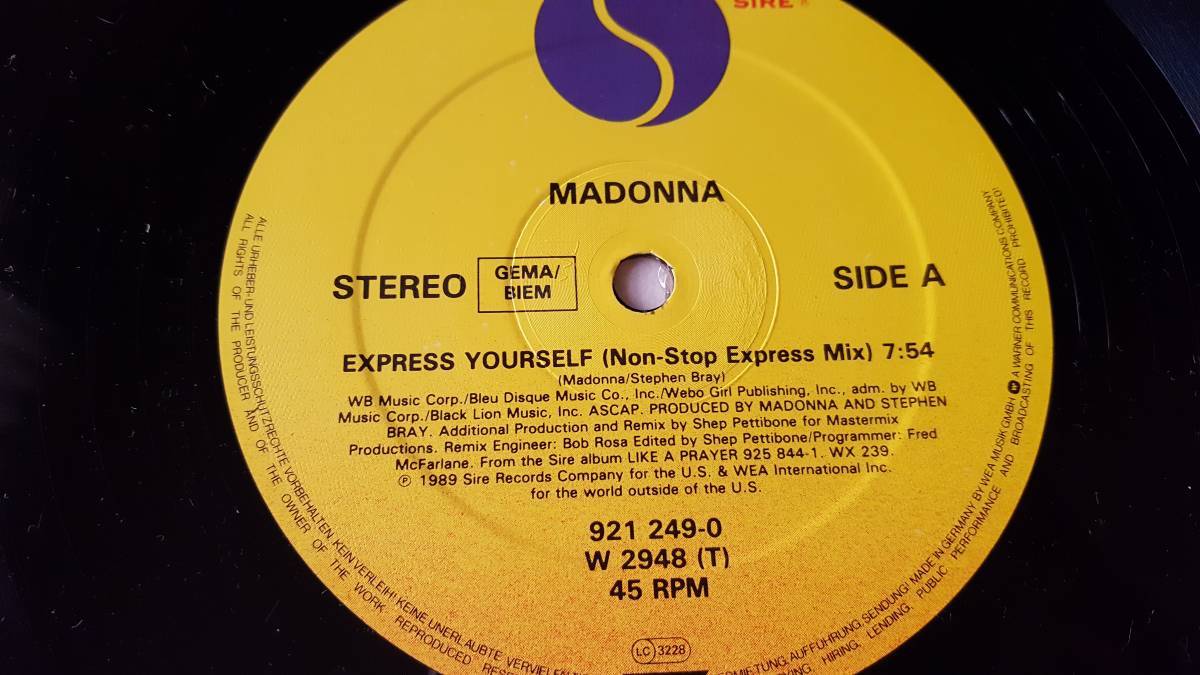 SIRE
MADONNA
STEREO
GEMA/
BIEM
SIDE A
EXPRESS YOURSELF (Non-Stop Express Mix) 7:54
(Madonna/Stephen Bray)
WB Music Corp./Bleu Disque Music Co., Inc./Webo Girl Publishing, Inc., adm. by WB
Music Corp./Black Lion Music, Inc. ASCAP. PRODUCED BY MADONNA AND STEPHEN
BRAY. Additional Production and Remix by Shep Pettibone for Mastermix
Productions. Remix Engineer: Bob Rosa Edited by Shep Pettibone/Programmer: Fred
McFarlane. From the Sire album LIKE A PRAYER 925 844-1. WX 239.
℗ 1989 Sire Records Company for the U.S. & WEA International Inc.
for the world outside of the U.S.
921 249-0
W 2948 (T)
45 RPM
LC 3228
ALLE URHEBER- UND LEISTUNGSSCHUTZRECHTE VORBEHALTEN KEIN VERLEIH! KEINE UNERLAUBTE
AUFFÜHRUNG, SENDUNG! MADE IN GERMANY BY WEA MUSIK GMBH A WARNER COMMUNICATIONS COMPANY
ALL RIGHTS OF THE PRODUCER AND OF THE OWNER OF THE WORK REPRODUCED
HIRING, LENDING, PUBLIC PERFORMANCE AND BROADCASTING OF THIS RECORD PROHIBITED!